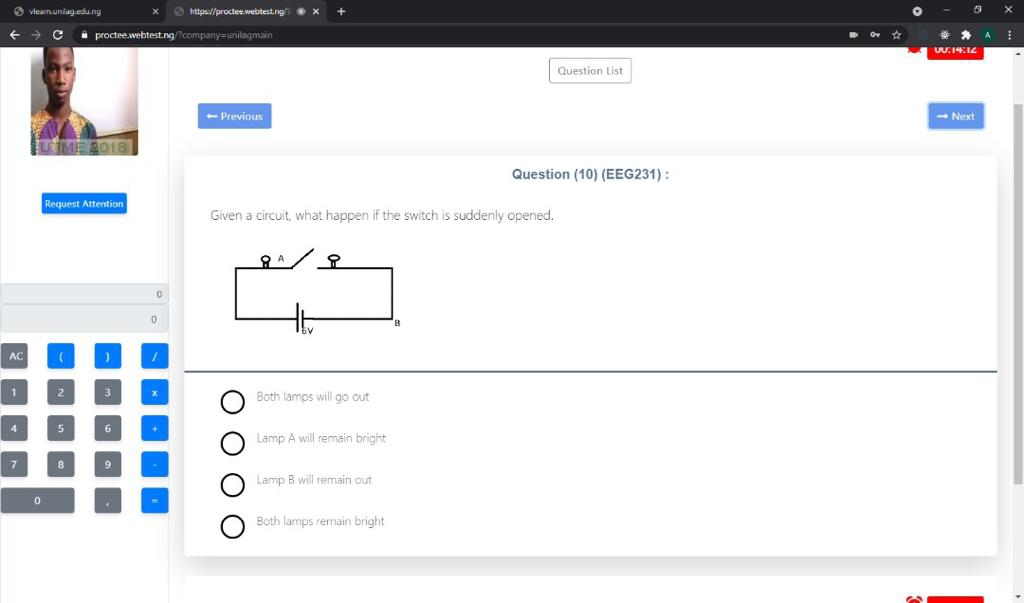 vlearn.unilag.edu.ng
https://proctee.webtest.ng/
proctee.webtest.ng/?company=unilagmain
A
00:14:12
Question List
← Previous
→ Next
UTME 2018
Request Attention
Question (10) (EEG231) :
Given a circuit, what happen if the switch is suddenly opened.
A
6V
B
0
0
AC ( ) /
1 2 3 x
4 5 6 +
7 8 9 -
0 , =
Both lamps will go out
Lamp A will remain bright
Lamp B will remain out
Both lamps remain bright